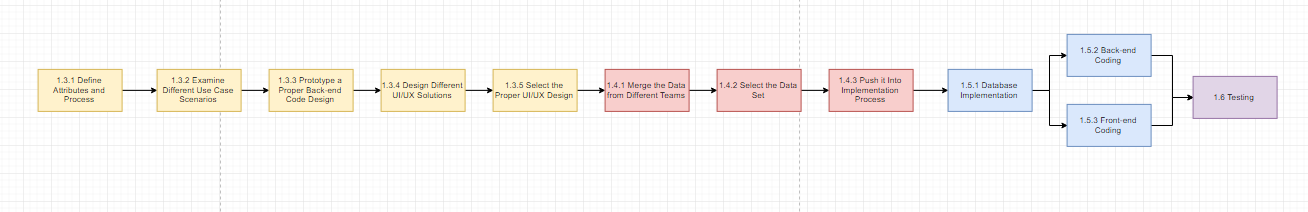 1.3.1 Define
Attributes and
Process
1.3.2 Examine
Different Use Case
Scenarios
1.3.3 Prototype a
Proper Back-end
Code Design
1.3.4 Design Different
UI/UX Solutions
1.3.5 Select the
Proper UI/UX Design
1.4.1 Merge the Data
from Different Teams
1.4.2 Select the Data
Set
1.4.3 Push it Into
Implementation
Process
1.5.1 Database
Implementation
1.5.2 Back-end
Coding
1.5.3 Front-end
Coding
1.6 Testing